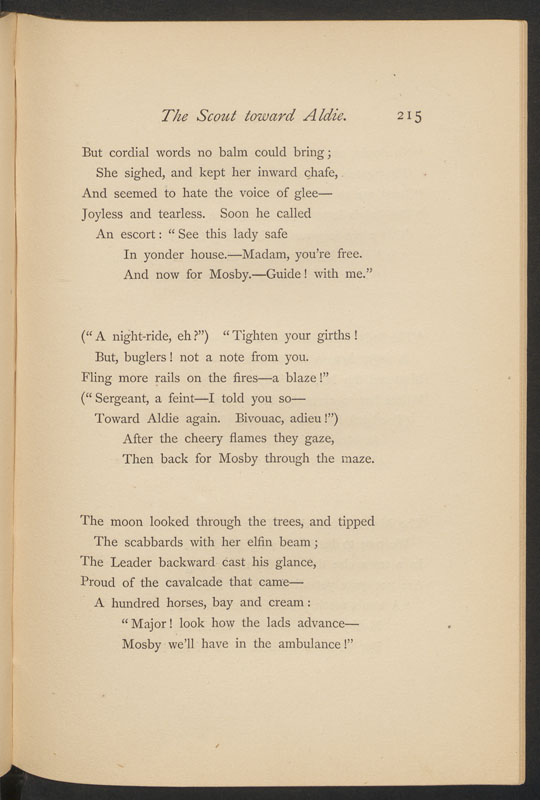 The Scout toward Aldie. 215
But cordial words no balm could bring;
She sighed, and kept her inward chafe,
And seemed to hate the voice of glee—
Joyless and tearless. Soon he called
An escort: “See this lady safe
In yonder house.—Madam, you’re free.
And now for Mosby.—Guide! with me.”
(“A night-ride, eh?”) “Tighten your girths!
But, buglers! not a note from you.
Fling more rails on the fires—a blaze!”
(“Sergeant, a feint—I told you so—
Toward Aldie again. Bivouac, adieu!”)
After the cheery flames they gaze,
Then back for Mosby through the maze.
The moon looked through the trees, and tipped
The scabbards with her elfin beam;
The Leader backward cast his glance,
Proud of the cavalcade that came—
A hundred horses, bay and cream:
“Major! look how the lads advance—
Mosby we’ll have in the ambulance!”